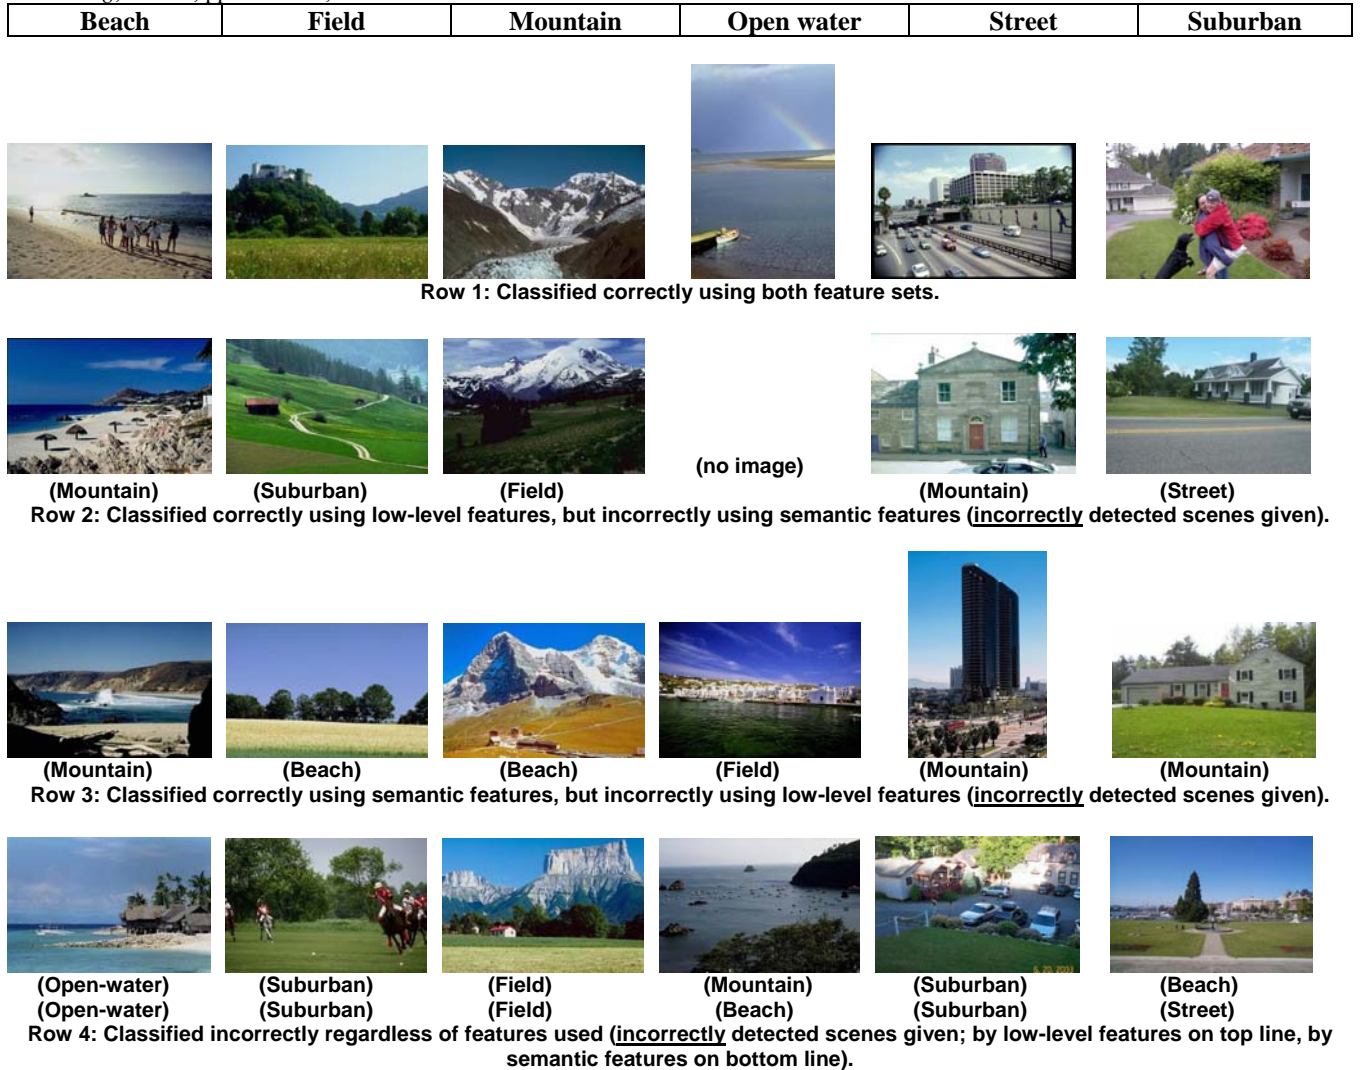 Beach Field Mountain Open water Street Suburban
Row 1: Classified correctly using both feature sets.
(no image)
(Mountain) (Suburban) (Field) (Mountain) (Street)
Row 2: Classified correctly using low-level features, but incorrectly using semantic features (incorrectly detected scenes given).
(Mountain) (Beach) (Beach) (Field) (Mountain) (Mountain)
Row 3: Classified correctly using semantic features, but incorrectly using low-level features (incorrectly detected scenes given).
6 20 2003
(Open-water) (Suburban) (Field) (Mountain) (Suburban) (Beach)
(Open-water) (Suburban) (Field) (Beach) (Suburban) (Street)
Row 4: Classified incorrectly regardless of features used (incorrectly detected scenes given; by low-level features on top line, by
semantic features on bottom line).